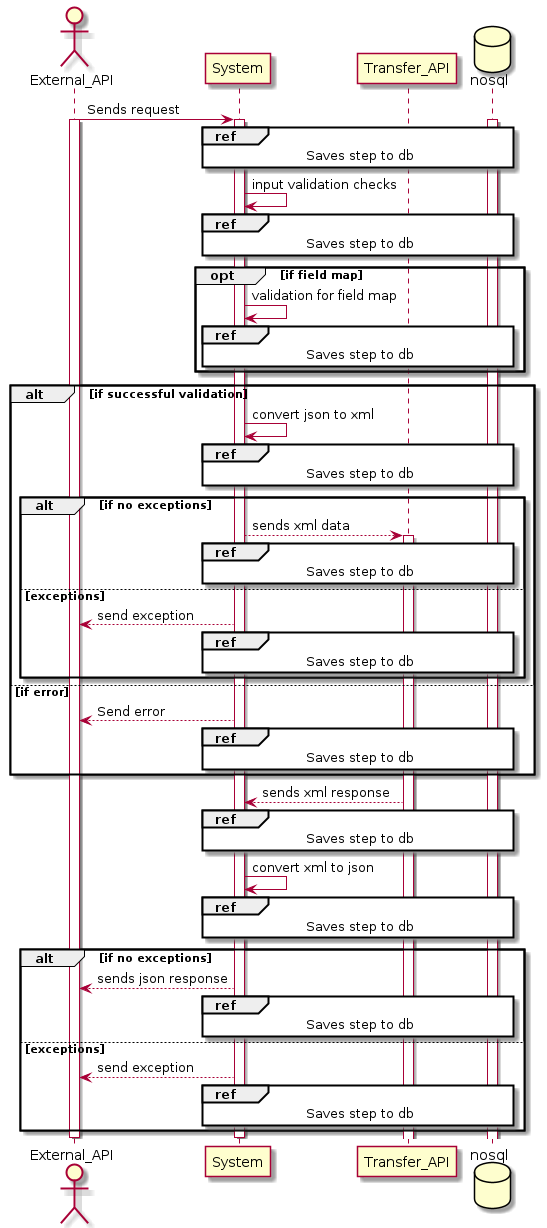 External_API
System
Transfer_API
nosql
Sends request
ref
Saves step to db
input validation checks
ref
Saves step to db
opt [if field map]
validation for field map
ref
Saves step to db
alt [if successful validation]
convert json to xml
ref
Saves step to db
alt [if no exceptions]
sends xml data
ref
Saves step to db
[exceptions]
send exception
ref
Saves step to db
[if error]
Send error
ref
Saves step to db
sends xml response
ref
Saves step to db
convert xml to json
ref
Saves step to db
alt [if no exceptions]
sends json response
ref
Saves step to db
[exceptions]
send exception
ref
Saves step to db
External_API
System
Transfer_API
nosql